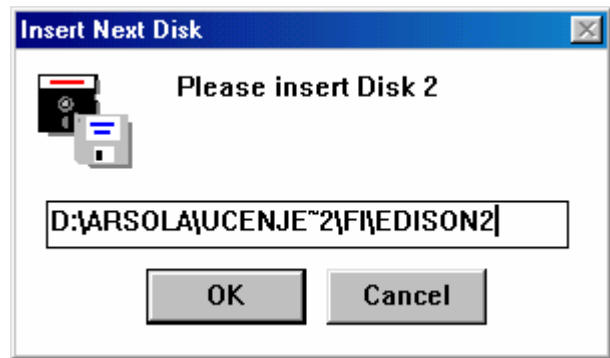 Insert Next Disk
Please insert Disk 2
D:\ARSOLA\UCENJE~2\FI\EDISON2
OK Cancel